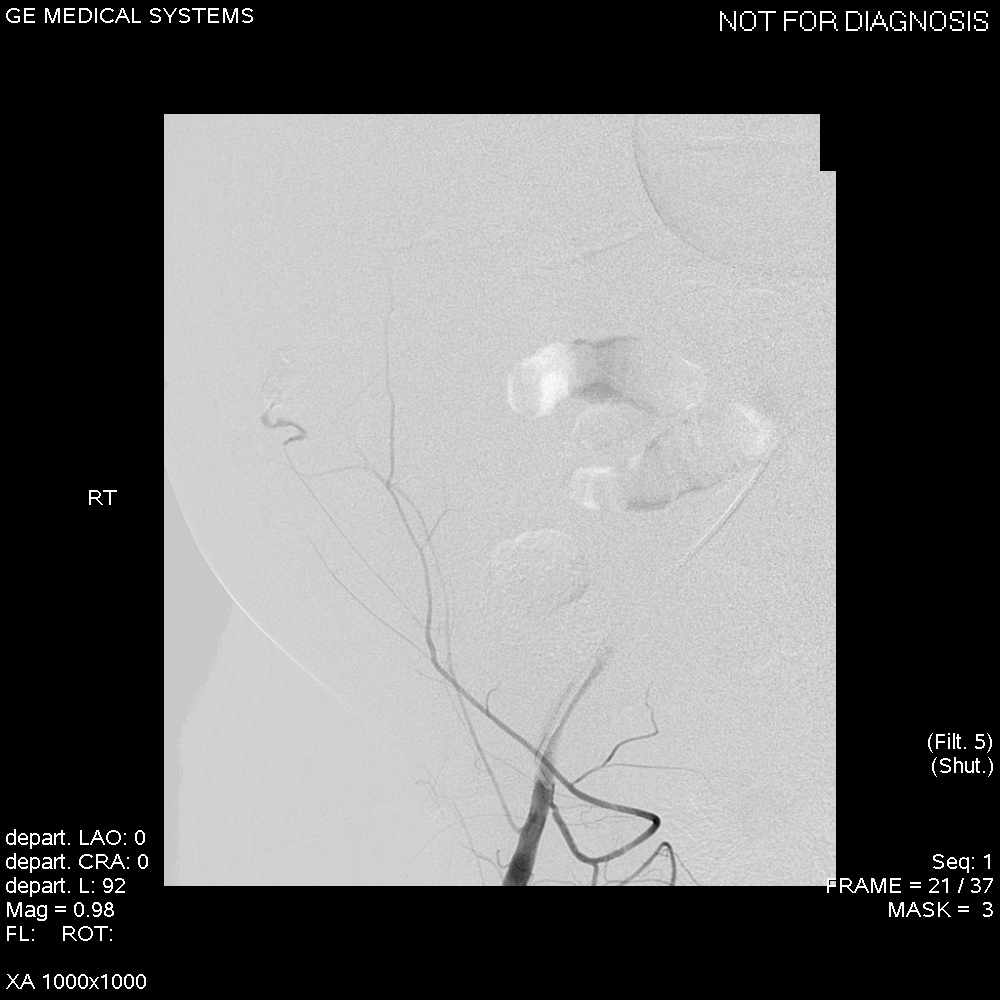 GE MEDICAL SYSTEMS
NOT FOR DIAGNOSIS
RT
(Filt. 5)
(Shut.)
depart. LAO: 0
depart. CRA: 0
depart. L: 92
Mag = 0.98
FL: ROT:
Seq: 1
FRAME = 21 / 37
MASK = 3
XA 1000x1000